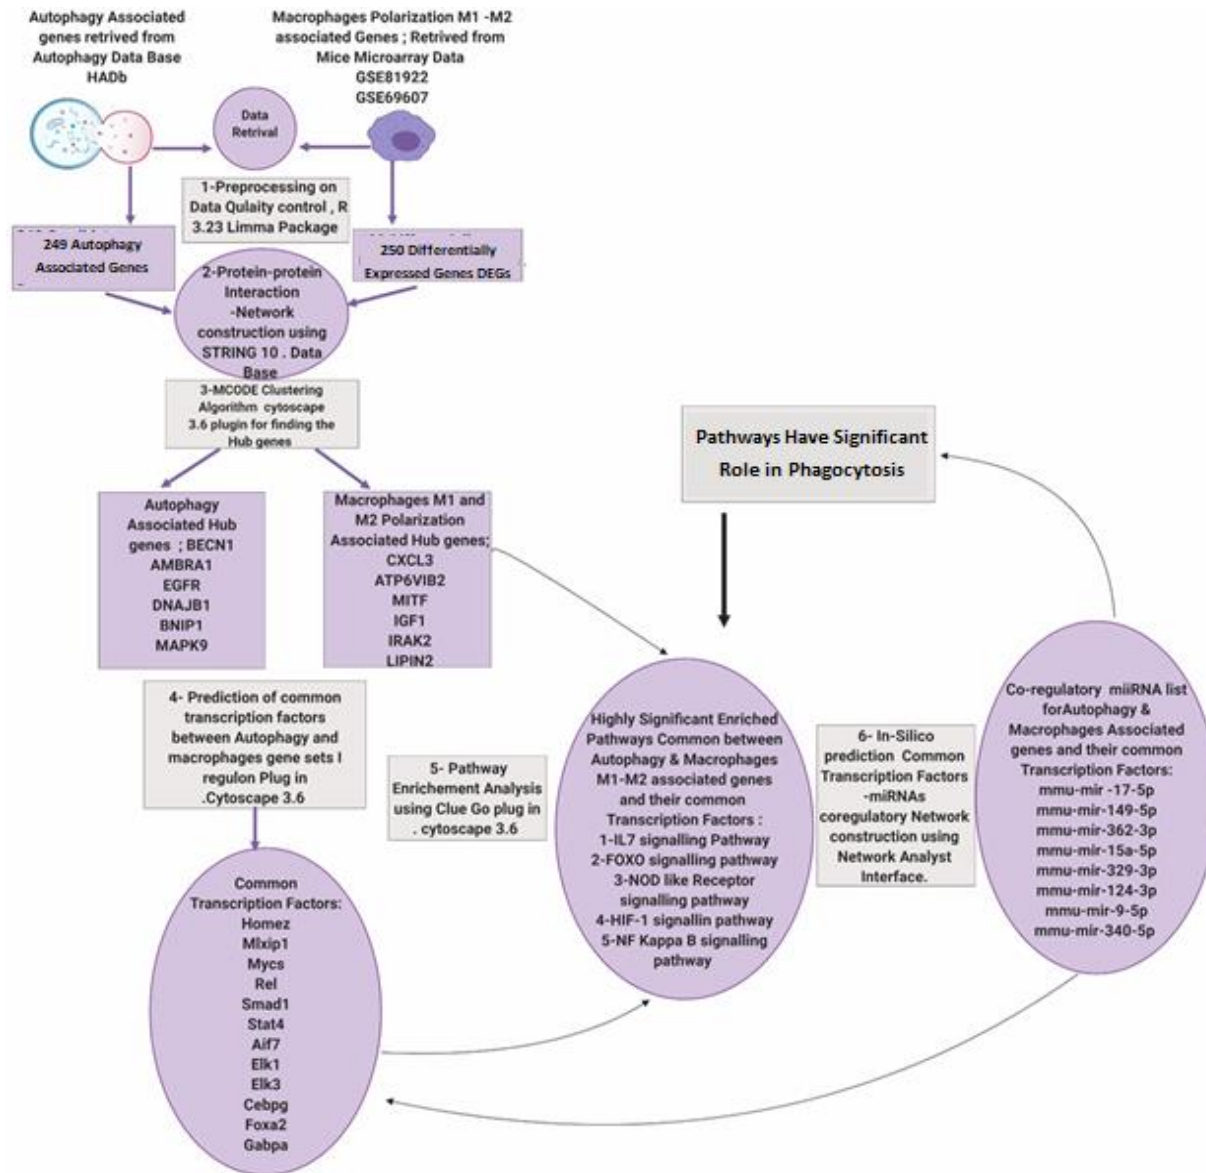 Autophagy Associated
genes retrived from
Autophagy Data Base
HADb
Macrophages Polarization M1 -M2
associated Genes ; Retrived from
Mice Microarray Data
GSE81922
GSE69607
Data
Retrival
1-Preprocessing on
Data Qulaity control , R
3.23 Limma Package
249 Autophagy
Associated Genes
250 Differentially
Expressed Genes DEGs
2-Protein-protein
Interaction
-Network
construction using
STRING 10 . Data
Base
3-MCODE Clustering
Algorithm cytoscape
3.6 plugin for finding the
Hub genes
Autophagy
Associated Hub
genes ; BECN1
AMBRA1
EGFR
DNAJB1
BNIP1
MAPK9
Macrophages M1 and
M2 Polarization
Associated Hub genes;
CXCL3
ATP6VIB2
MITF
IGF1
IRAK2
LIPIN2
Pathways Have Significant
Role in Phagocytosis
4- Prediction of common
transcription factors
between Autophagy and
macrophages gene sets I
regulon Plug in
.Cytoscape 3.6
5- Pathway
Enrichement Analysis
using Clue Go plug in
. cytoscape 3.6
Highly Significant Enriched
Pathways Common between
Autophagy & Macrophages
M1-M2 associated genes
and their common
Transcription Factors :
1-IL7 signalling Pathway
2-FOXO signalling pathway
3-NOD like Receptor
signalling pathway
4-HIF-1 signallin pathway
5-NF Kappa B signalling
pathway
6- In-Silico
prediction Common
Transcription Factors
-miRNAs
coregulatory Network
construction using
Network Analyst
Interface.
Co-regulatory miiRNA list
forAutophagy &
Macrophages Associated
genes and their common
Transcription Factors:
mmu-mir -17-5p
mmu-mir-149-5p
mmu-mir-362-3p
mmu-mir-15a-5p
mmu-mir-329-3p
mmu-mir-124-3p
mmu-mir-9-5p
mmu-mir-340-5p
Common
Transcription Factors:
Homez
Mlxip1
Mycs
Rel
Smad1
Stat4
Aif7
Elk1
Elk3
Cebpg
Foxa2
Gabpa